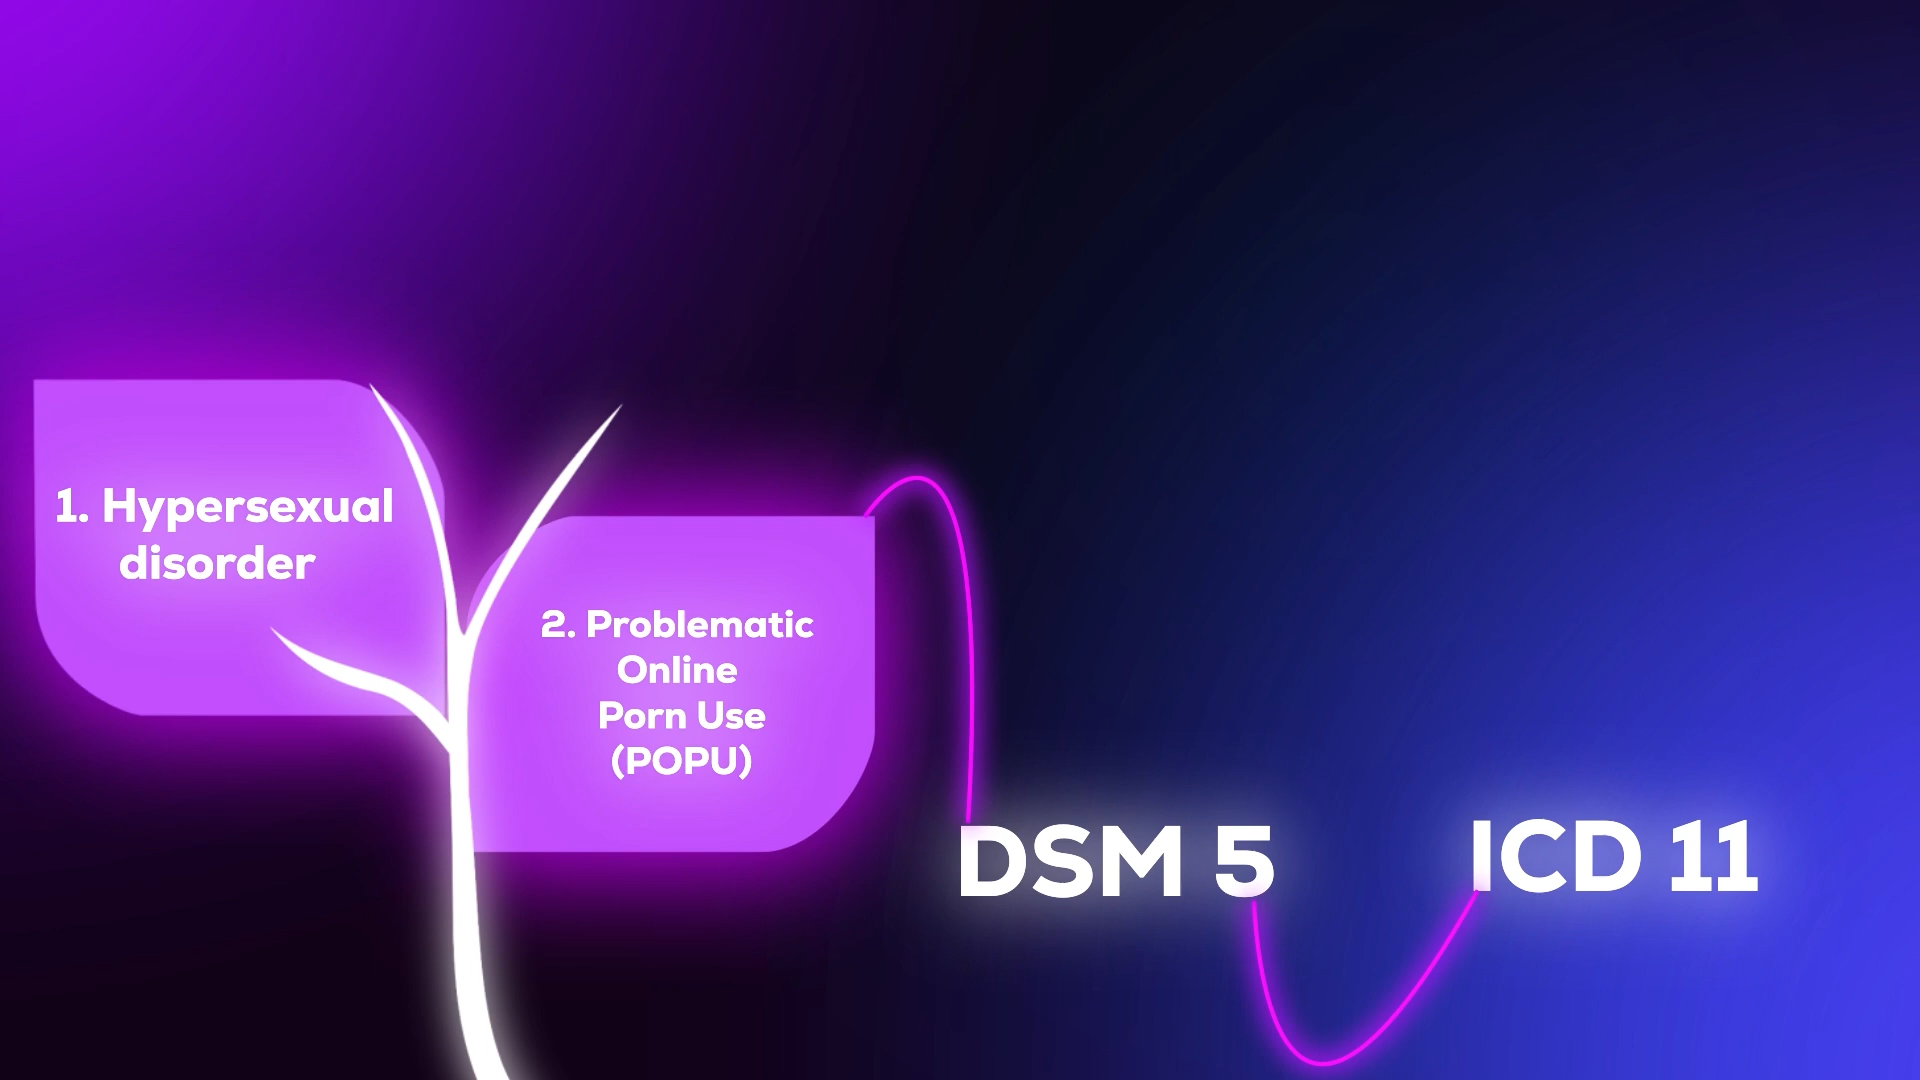 1. Hypersexual
disorder
2. Problematic
Online
Porn Use
(POPU)
DSM 5
ICD 11